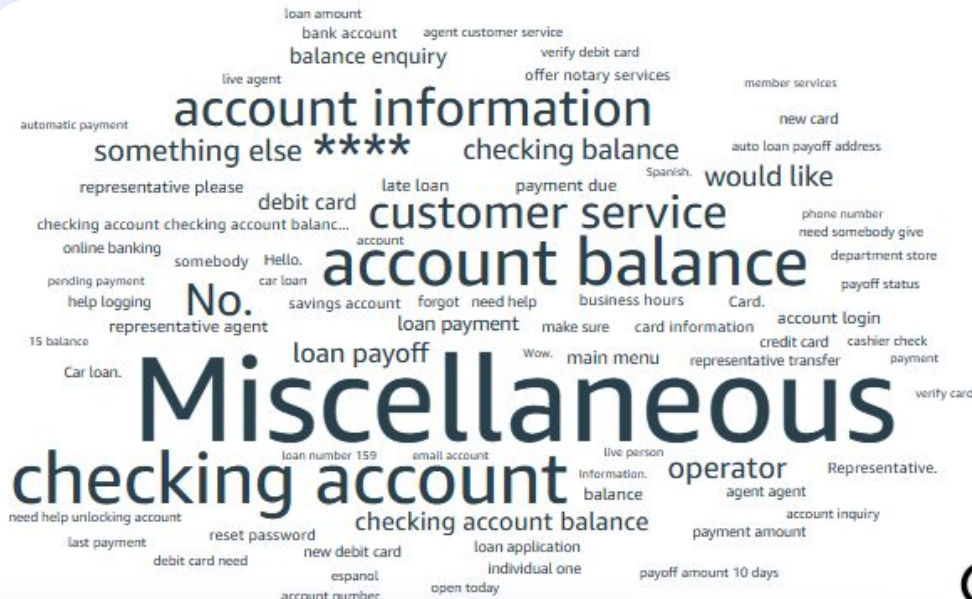 loan amount
bank account agent customer service
balance enquiry verify debit card
live agent offer notary services
member services
account information
automatic payment new card
something else **** checking balance auto loan payoff address
Spanish. would like
representative please late loan payment due
debit card customer service phone number
checking account checking account balanc... need somebody give
online banking account
somebody Hello. account balance department store
pending payment car loan payoff status
help logging No. savings account forgot need help business hours Card.
representative agent loan payment make sure card information account login
15 balance credit card cashier check
loan payoff Wow. main menu representative transfer payment
Car loan.
Miscellaneous verify card
loan number 159 email account live person
checking account Information. operator Representative.
balance agent agent
need help unlocking account checking account balance account inquiry
last payment reset password payment amount
debit card need new debit card loan application
individual one
espanol payoff amount 10 days
account number open today